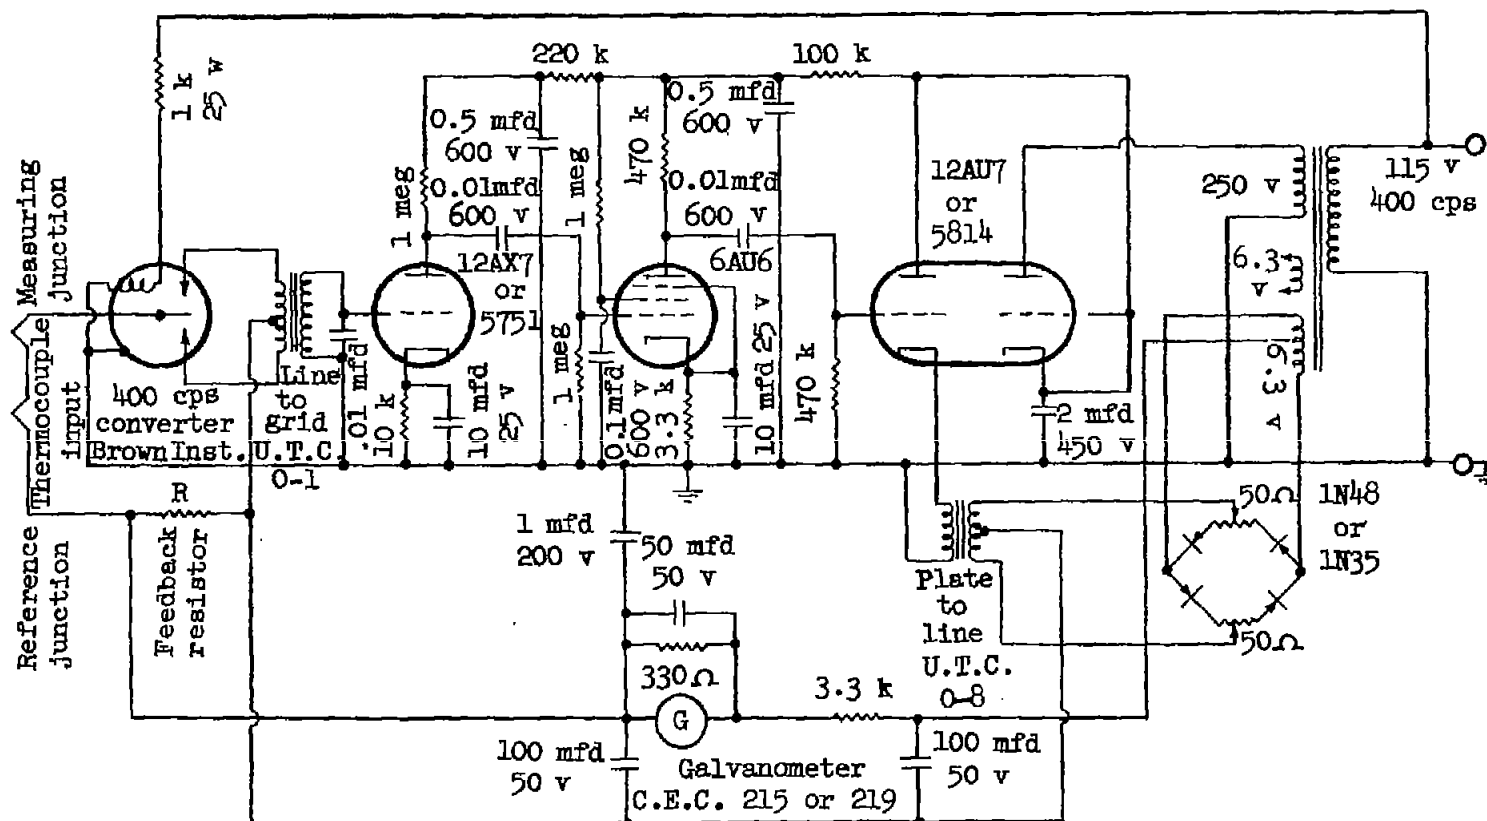 220 k
100 k
1 k
25 w
0.5 mfd
600 v
0.5 mfd
600 v
470 k
1 meg
1 meg
0.01mfd
600 v
0.01mfd
600 v
12AU7
or
5814
250 v
115 v
400 cps
Measuring
junction
12AX7
or
5751
6AU6
6.3
v
Thermocouple
input
400 cps
converter
Brown Inst.
Line
to
grid
U.T.C.
0-1
.01 mfd
10 k
10 mfd
25 v
1 meg
0.1 mfd
600 v
3.3 k
10 mfd 25 v
470 k
2 mfd
450 v
6.3 v
R
Feedback
resistor
Reference
junction
1 mfd
200 v
50 mfd
50 v
330Ω
Plate
to
line
U.T.C.
0-8
50Ω
1N48
or
1N35
50Ω
3.3 k
G
100 mfd
50 v
Galvanometer
C.E.C. 215 or 219
100 mfd
50 v